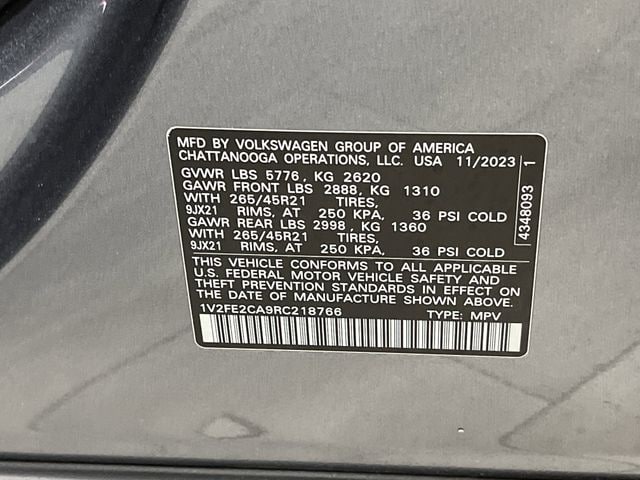 MFD BY VOLKSWAGEN GROUP OF AMERICA
CHATTANOOGA OPERATIONS, LLC. USA 11/2023
GVWR LBS 5776, KG 2620
GAWR FRONT LBS 2888, KG 1310
WITH 265/45R21 TIRES,
9JX21 RIMS, AT 250 KPA, 36 PSI COLD
GAWR REAR LBS 2998, KG 1360
WITH 265/45R21 TIRES,
9JX21 RIMS, AT 250 KPA, 36 PSI COLD
THIS VEHICLE CONFORMS TO ALL APPLICABLE
U.S. FEDERAL MOTOR VEHICLE SAFETY AND
THEFT PREVENTION STANDARDS IN EFFECT ON
THE DATE OF MANUFACTURE SHOWN ABOVE.
1V2FE2CA9RC218766 TYPE: MPV
4348093 1